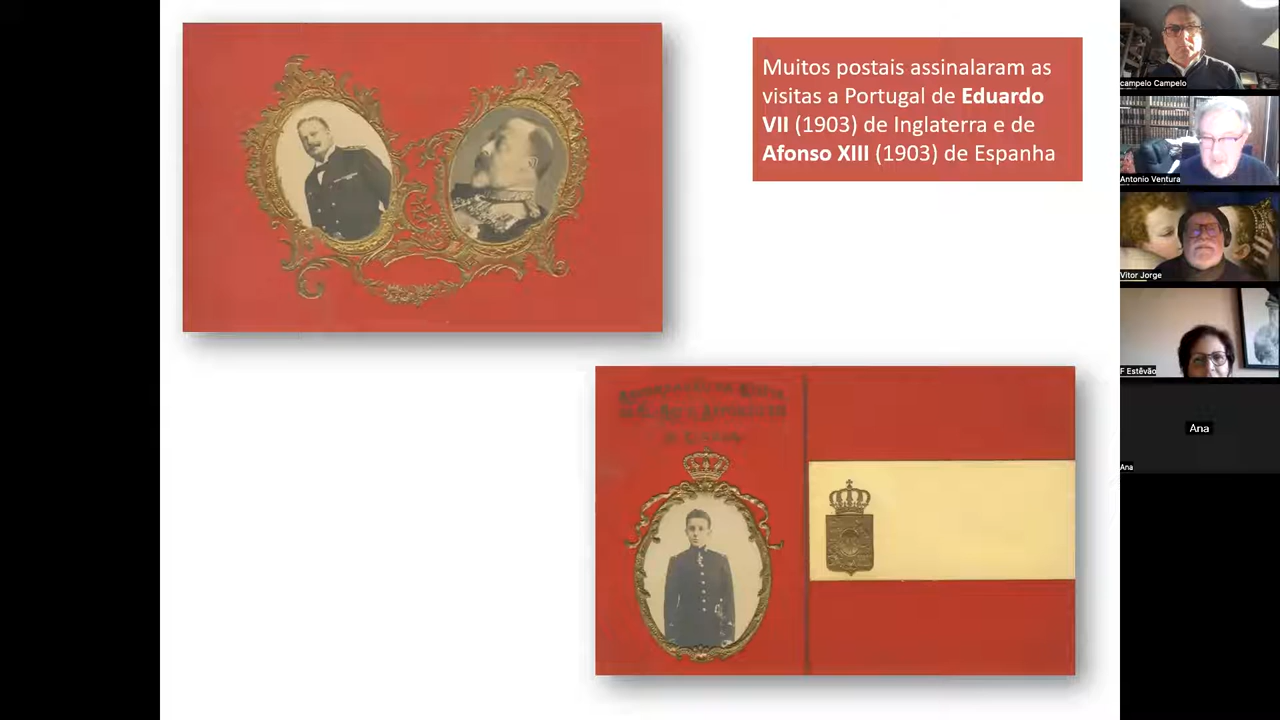 Muitos postais assinalaram as
visitas a Portugal de Eduardo
VII (1903) de Inglaterra e de
Afonso XIII (1903) de Espanha
campelo Campelo
Antonio Ventura
Vitor Jorge
F Estêvão
Ana
Ana